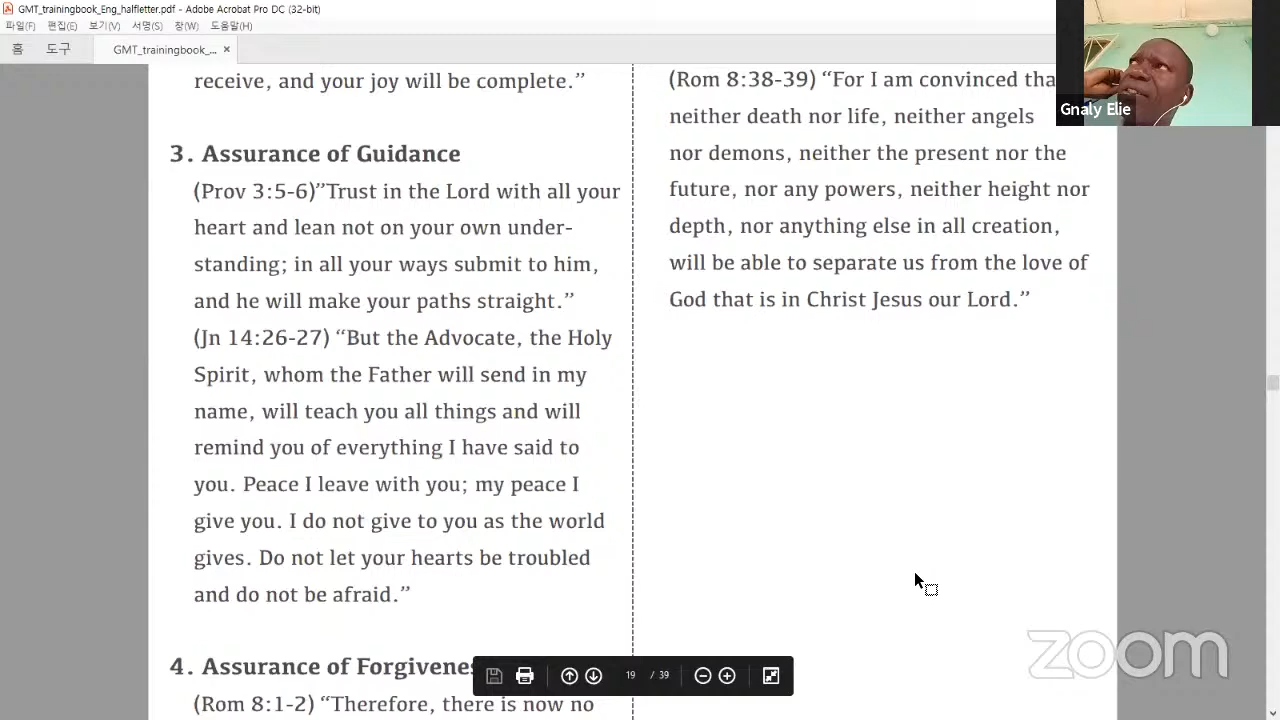 GMT_trainingbook_Eng_halfletter.pdf - Adobe Acrobat Pro DC (32-bit)
파일(F) 편집(E) 보기(V) 서명(S) 창(W) 도움말(H)
홈 도구 GMT_trainingbook_... ×
receive, and your joy will be complete.”
3. Assurance of Guidance
(Prov 3:5-6)”Trust in the Lord with all your
heart and lean not on your own under-
standing; in all your ways submit to him,
and he will make your paths straight.”
(Jn 14:26-27) “But the Advocate, the Holy
Spirit, whom the Father will send in my
name, will teach you all things and will
remind you of everything I have said to
you. Peace I leave with you; my peace I
give you. I do not give to you as the world
gives. Do not let your hearts be troubled
and do not be afraid.”
4. Assurance of Forgivenes
(Rom 8:1-2) “Therefore, there is now no
(Rom 8:38-39) “For I am convinced tha
neither death nor life, neither angels
nor demons, neither the present nor the
future, nor any powers, neither height nor
depth, nor anything else in all creation,
will be able to separate us from the love of
God that is in Christ Jesus our Lord.”
Gnaly Elie
19 / 39
zoom